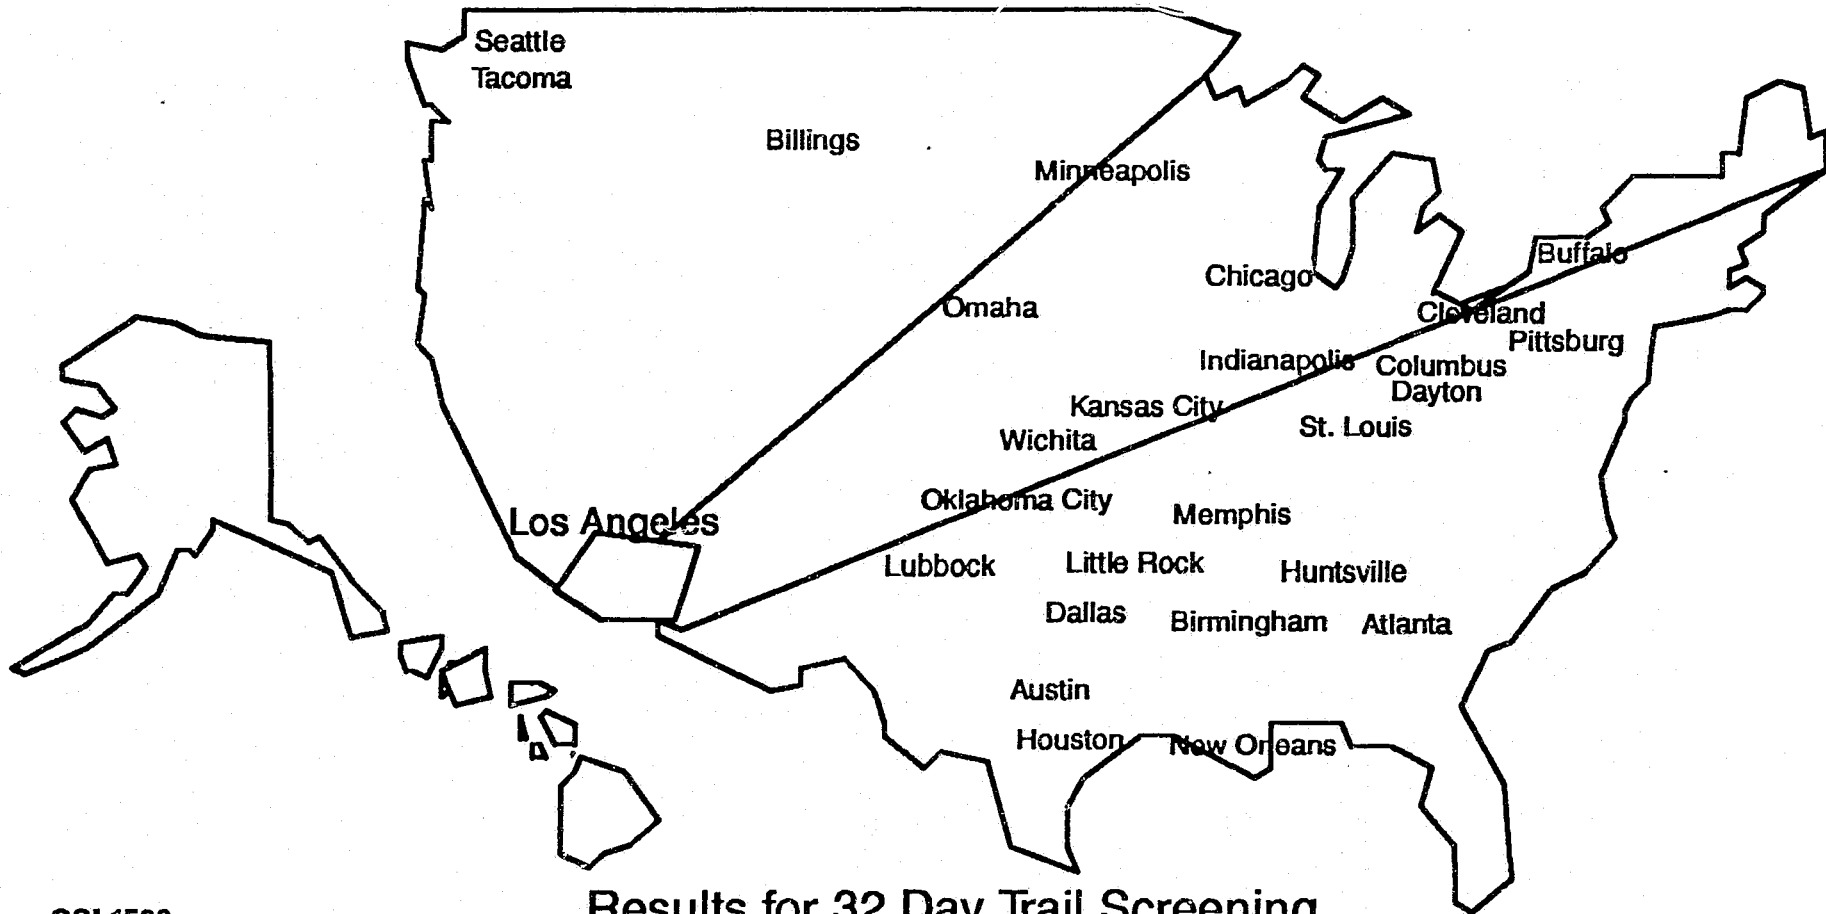 Seattle
Tacoma
Billings
Minneapolis
Buffalo
Chicago
Omaha
Cleveland
Pittsburg
Indianapolis
Columbus
Dayton
Kansas City
St. Louis
Wichita
Oklahoma City
Memphis
Los Angeles
Lubbock
Little Rock
Huntsville
Dallas
Birmingham
Atlanta
Austin
Houston
New Orleans
Results for 32 Day Trail Screening